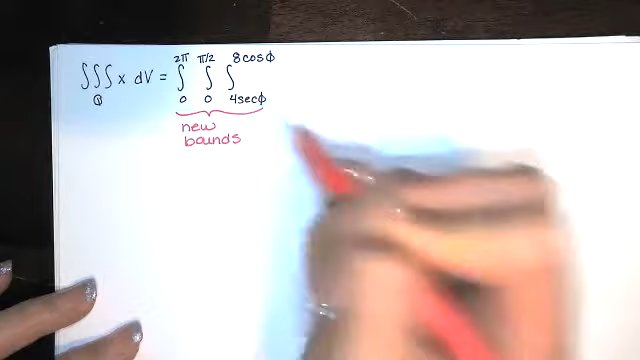 ∫∫∫ x dV = ∫ ∫ ∫
Q
2π π/2 8cosϕ
0 0 4secϕ
new
bounds